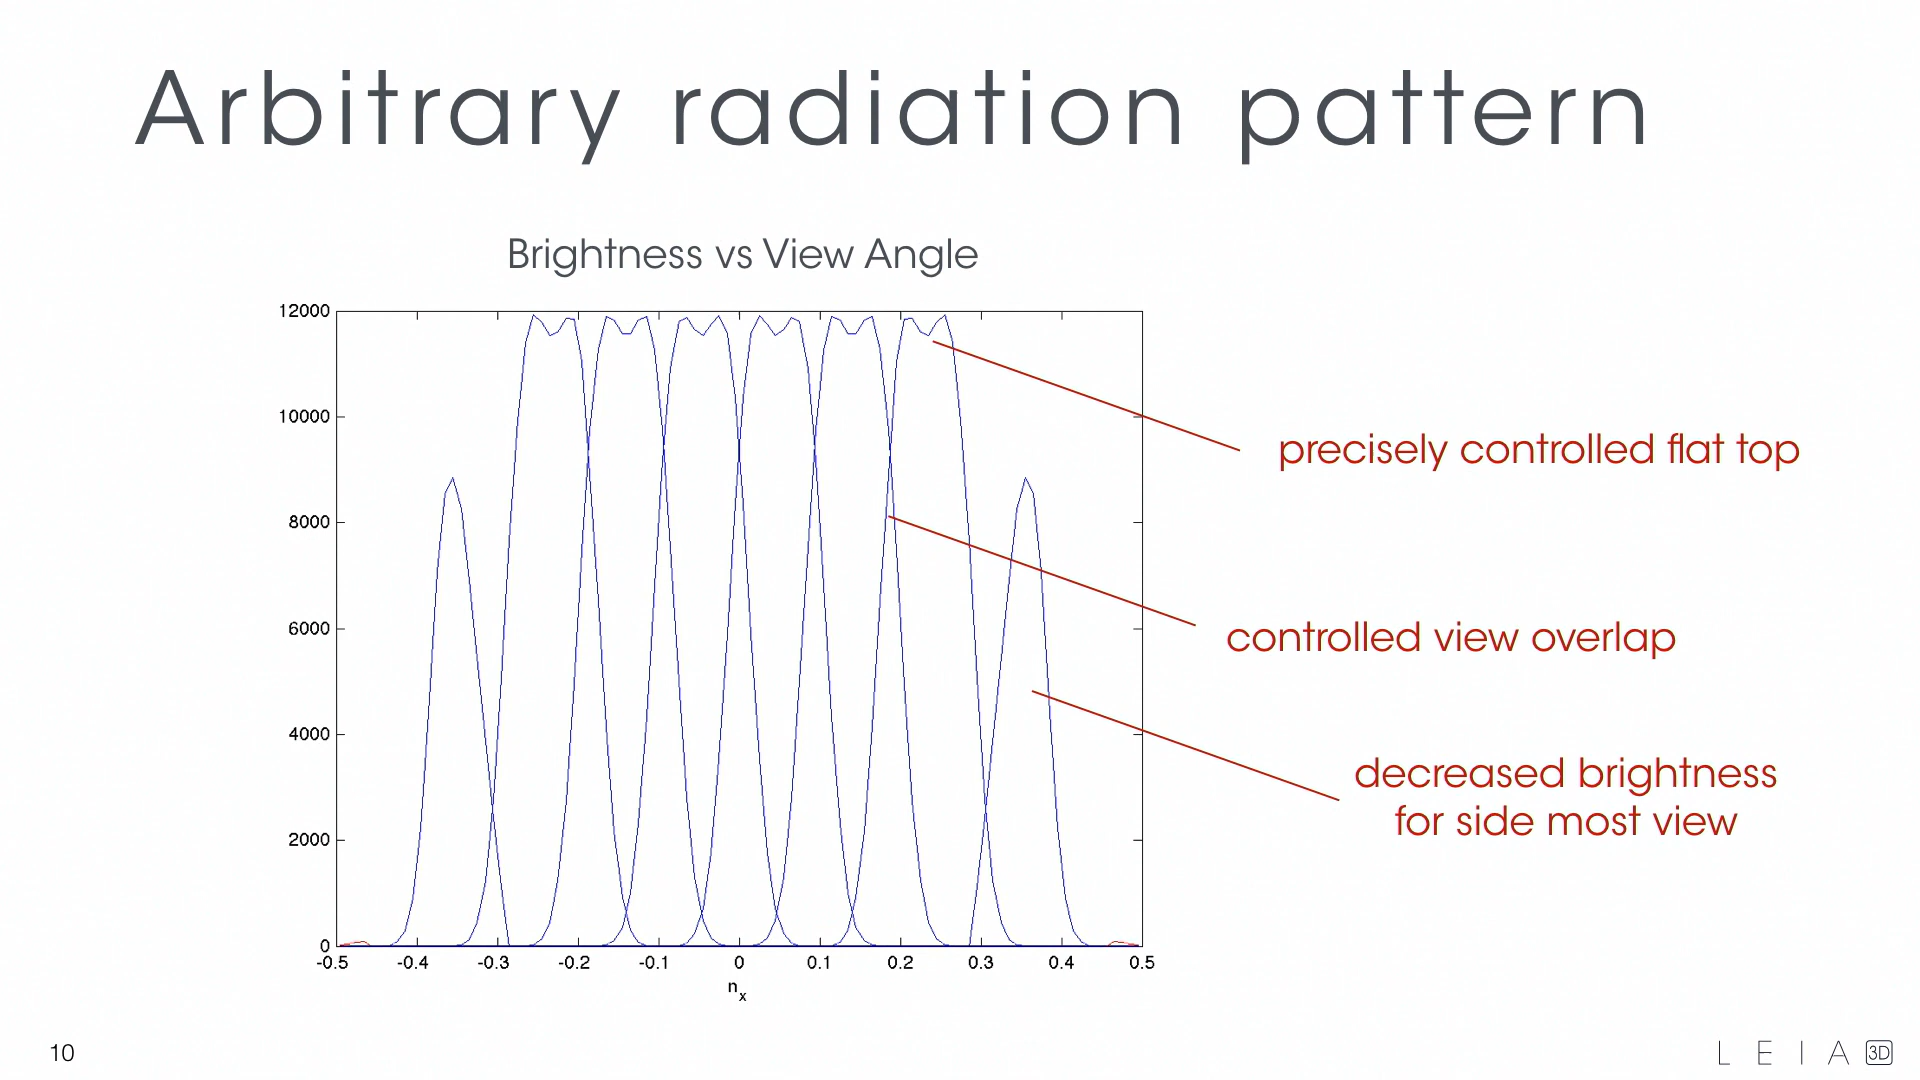 Arbitrary radiation pattern
Brightness vs View Angle
12000
10000
8000
6000
4000
2000
0
-0.5 -0.4 -0.3 -0.2 -0.1 0 0.1 0.2 0.3 0.4 0.5
nₓ
precisely controlled flat top
controlled view overlap
decreased brightness
for side most view
10
LEIA 3D